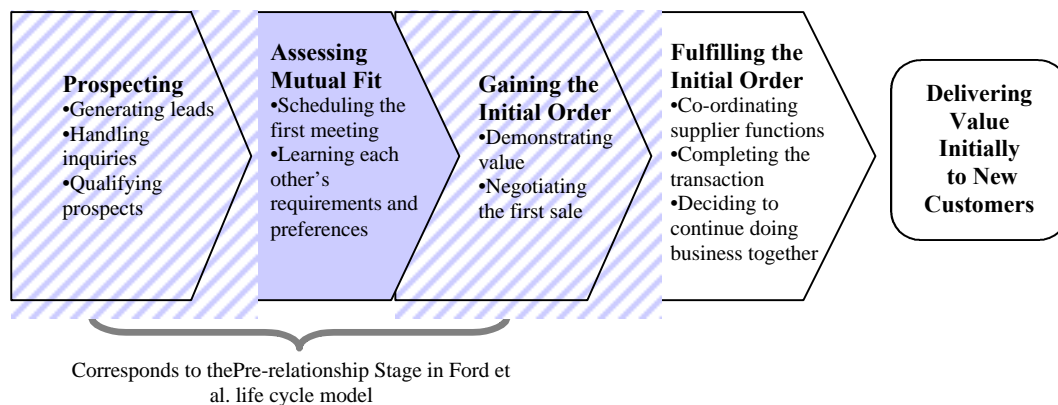 Prospecting
•Generating leads
•Handling
inquiries
•Qualifying
prospects
Assessing
Mutual Fit
•Scheduling the
first meeting
•Learning each
other’s
requirements and
preferences
Gaining the
Initial Order
•Demonstrating
value
•Negotiating
the first sale
Fulfilling the
Initial Order
•Co-ordinating
supplier functions
•Completing the
transaction
•Deciding to
continue doing
business together
Delivering
Value
Initially
to New
Customers
Corresponds to thePre-relationship Stage in Ford et
al. life cycle model